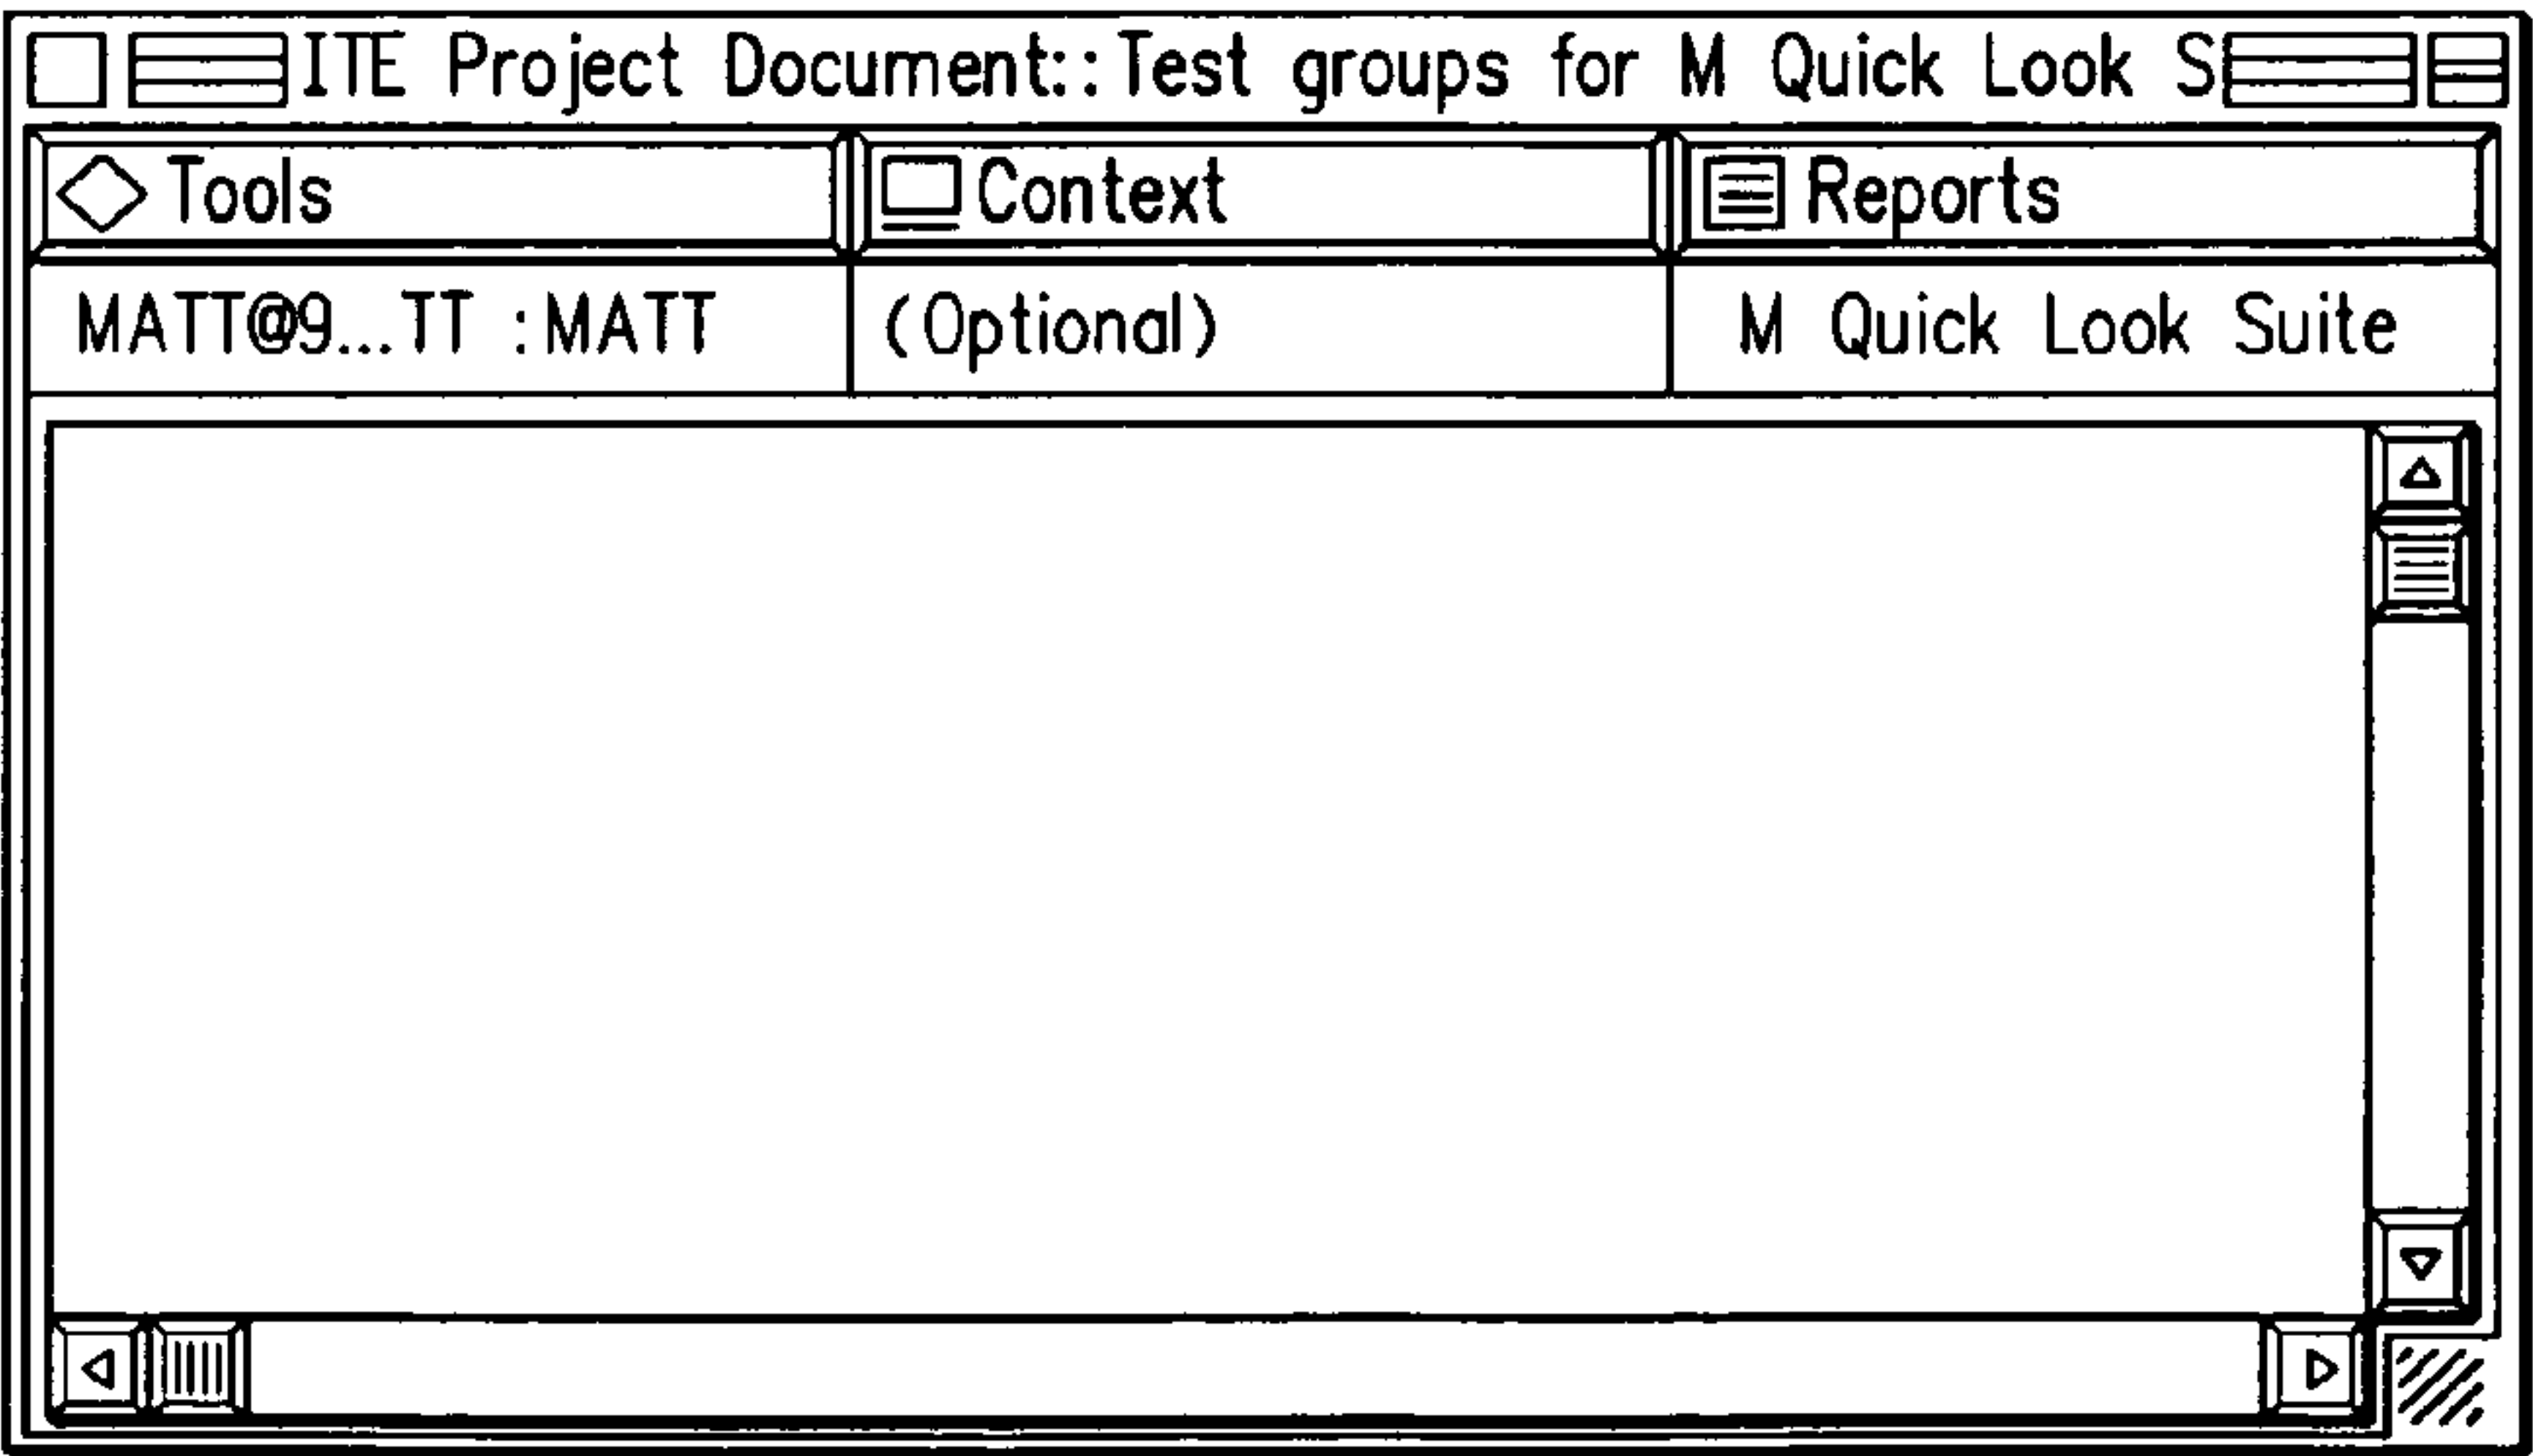 ITE Project Document::Test groups for M Quick Look S
Tools Context Reports
MATT@9...TT :MATT (Optional) M Quick Look Suite